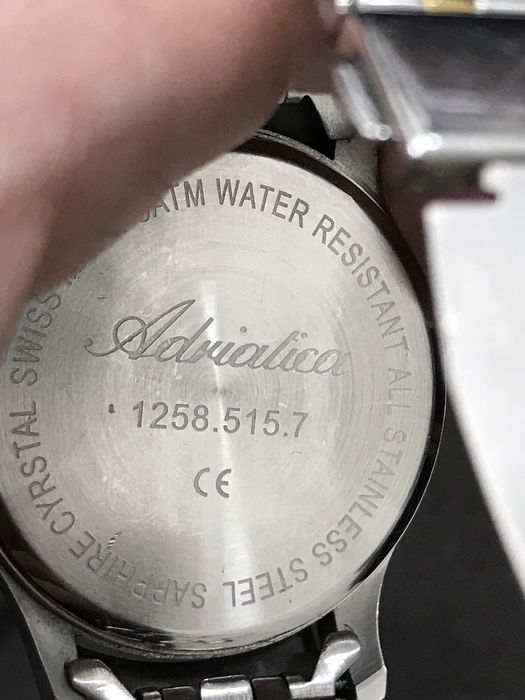 ATM WATER RESISTANT ALL STAINLESS STEEL SAPPHIRE CYRSTAL SWISS
Adriatica
1258.515.7
CE